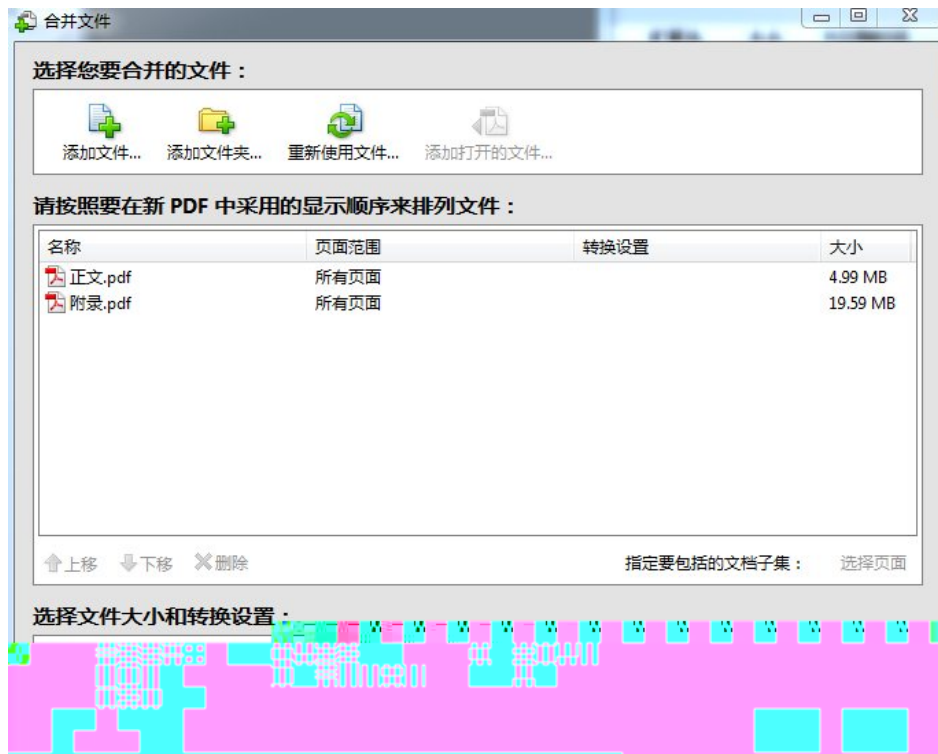 合并文件
选择您要合并的文件：
添加文件... 添加文件夹... 重新使用文件... 添加打开的文件...
请按照要在新 PDF 中采用的显示顺序来排列文件：
名称 页面范围 转换设置 大小
正文.pdf 所有页面 4.99 MB
附录.pdf 所有页面 19.59 MB
上移 下移 删除 指定要包括的文档子集： 选择页面
选择文件大小和转换设置：